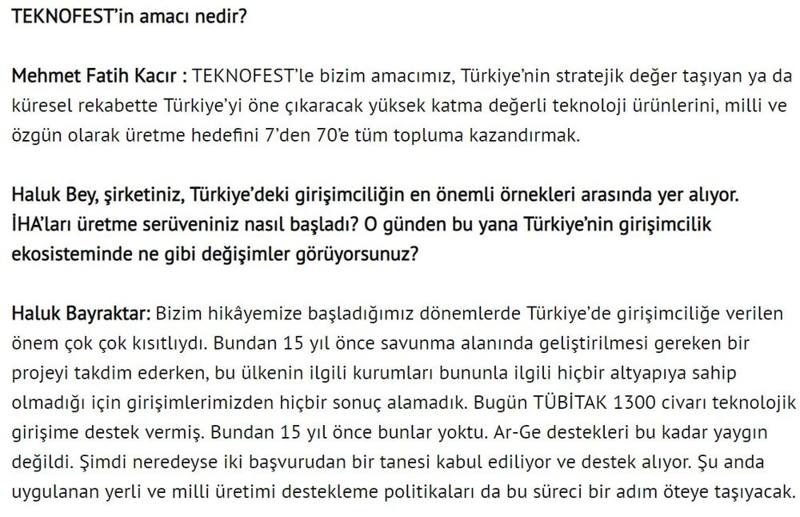 TEKNOFEST’in amacı nedir?
Mehmet Fatih Kacır : TEKNOFEST’le bizim amacımız, Türkiye’nin stratejik değer taşıyan ya da
küresel rekabette Türkiye’yi öne çıkaracak yüksek katma değerli teknoloji ürünlerini, milli ve
özgün olarak üretme hedefini 7’den 70’e tüm topluma kazandırmak.
Haluk Bey, şirketiniz, Türkiye’deki girişimciliğin en önemli örnekleri arasında yer alıyor.
İHA’ları üretme serüveniniz nasıl başladı? O günden bu yana Türkiye’nin girişimcilik
ekosisteminde ne gibi değişimler görüyorsunuz?
Haluk Bayraktar: Bizim hikâyemize başladığımız dönemlerde Türkiye’de girişimciliğe verilen
önem çok çok kısıtlıydı. Bundan 15 yıl önce savunma alanında geliştirilmesi gereken bir
projeyi takdim ederken, bu ülkenin ilgili kurumları bununla ilgili hiçbir altyapıya sahip
olmadığı için girişimlerimizden hiçbir sonuç alamadık. Bugün TÜBİTAK 1300 civarı teknolojik
girişime destek vermiş. Bundan 15 yıl önce bunlar yoktu. Ar-Ge destekleri bu kadar yaygın
değildi. Şimdi neredeyse iki başvurudan bir tanesi kabul ediliyor ve destek alıyor. Şu anda
uygulanan yerli ve milli üretimi destekleme politikaları da bu süreci bir adım öteye taşıyacak.